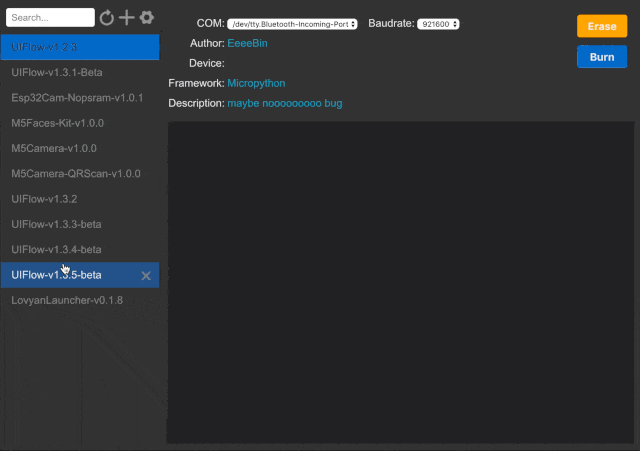 Search...
UIFlow-v1.2.3
UIFlow-v1.3.1-Beta
Esp32Cam-Nopsram-v1.0.1
M5Faces-Kit-v1.0.0
M5Camera-v1.0.0
M5Camera-QRScan-v1.0.0
UIFlow-v1.3.2
UIFlow-v1.3.3-beta
UIFlow-v1.3.4-beta
UIFlow-v1.3.5-beta
LovyanLauncher-v0.1.8
COM: /dev/tty.Bluetooth-Incoming-Port Baudrate: 921600
Author: EeeeBin
Device:
Framework: Micropython
Description: maybe nooooooooo bug
Erase
Burn